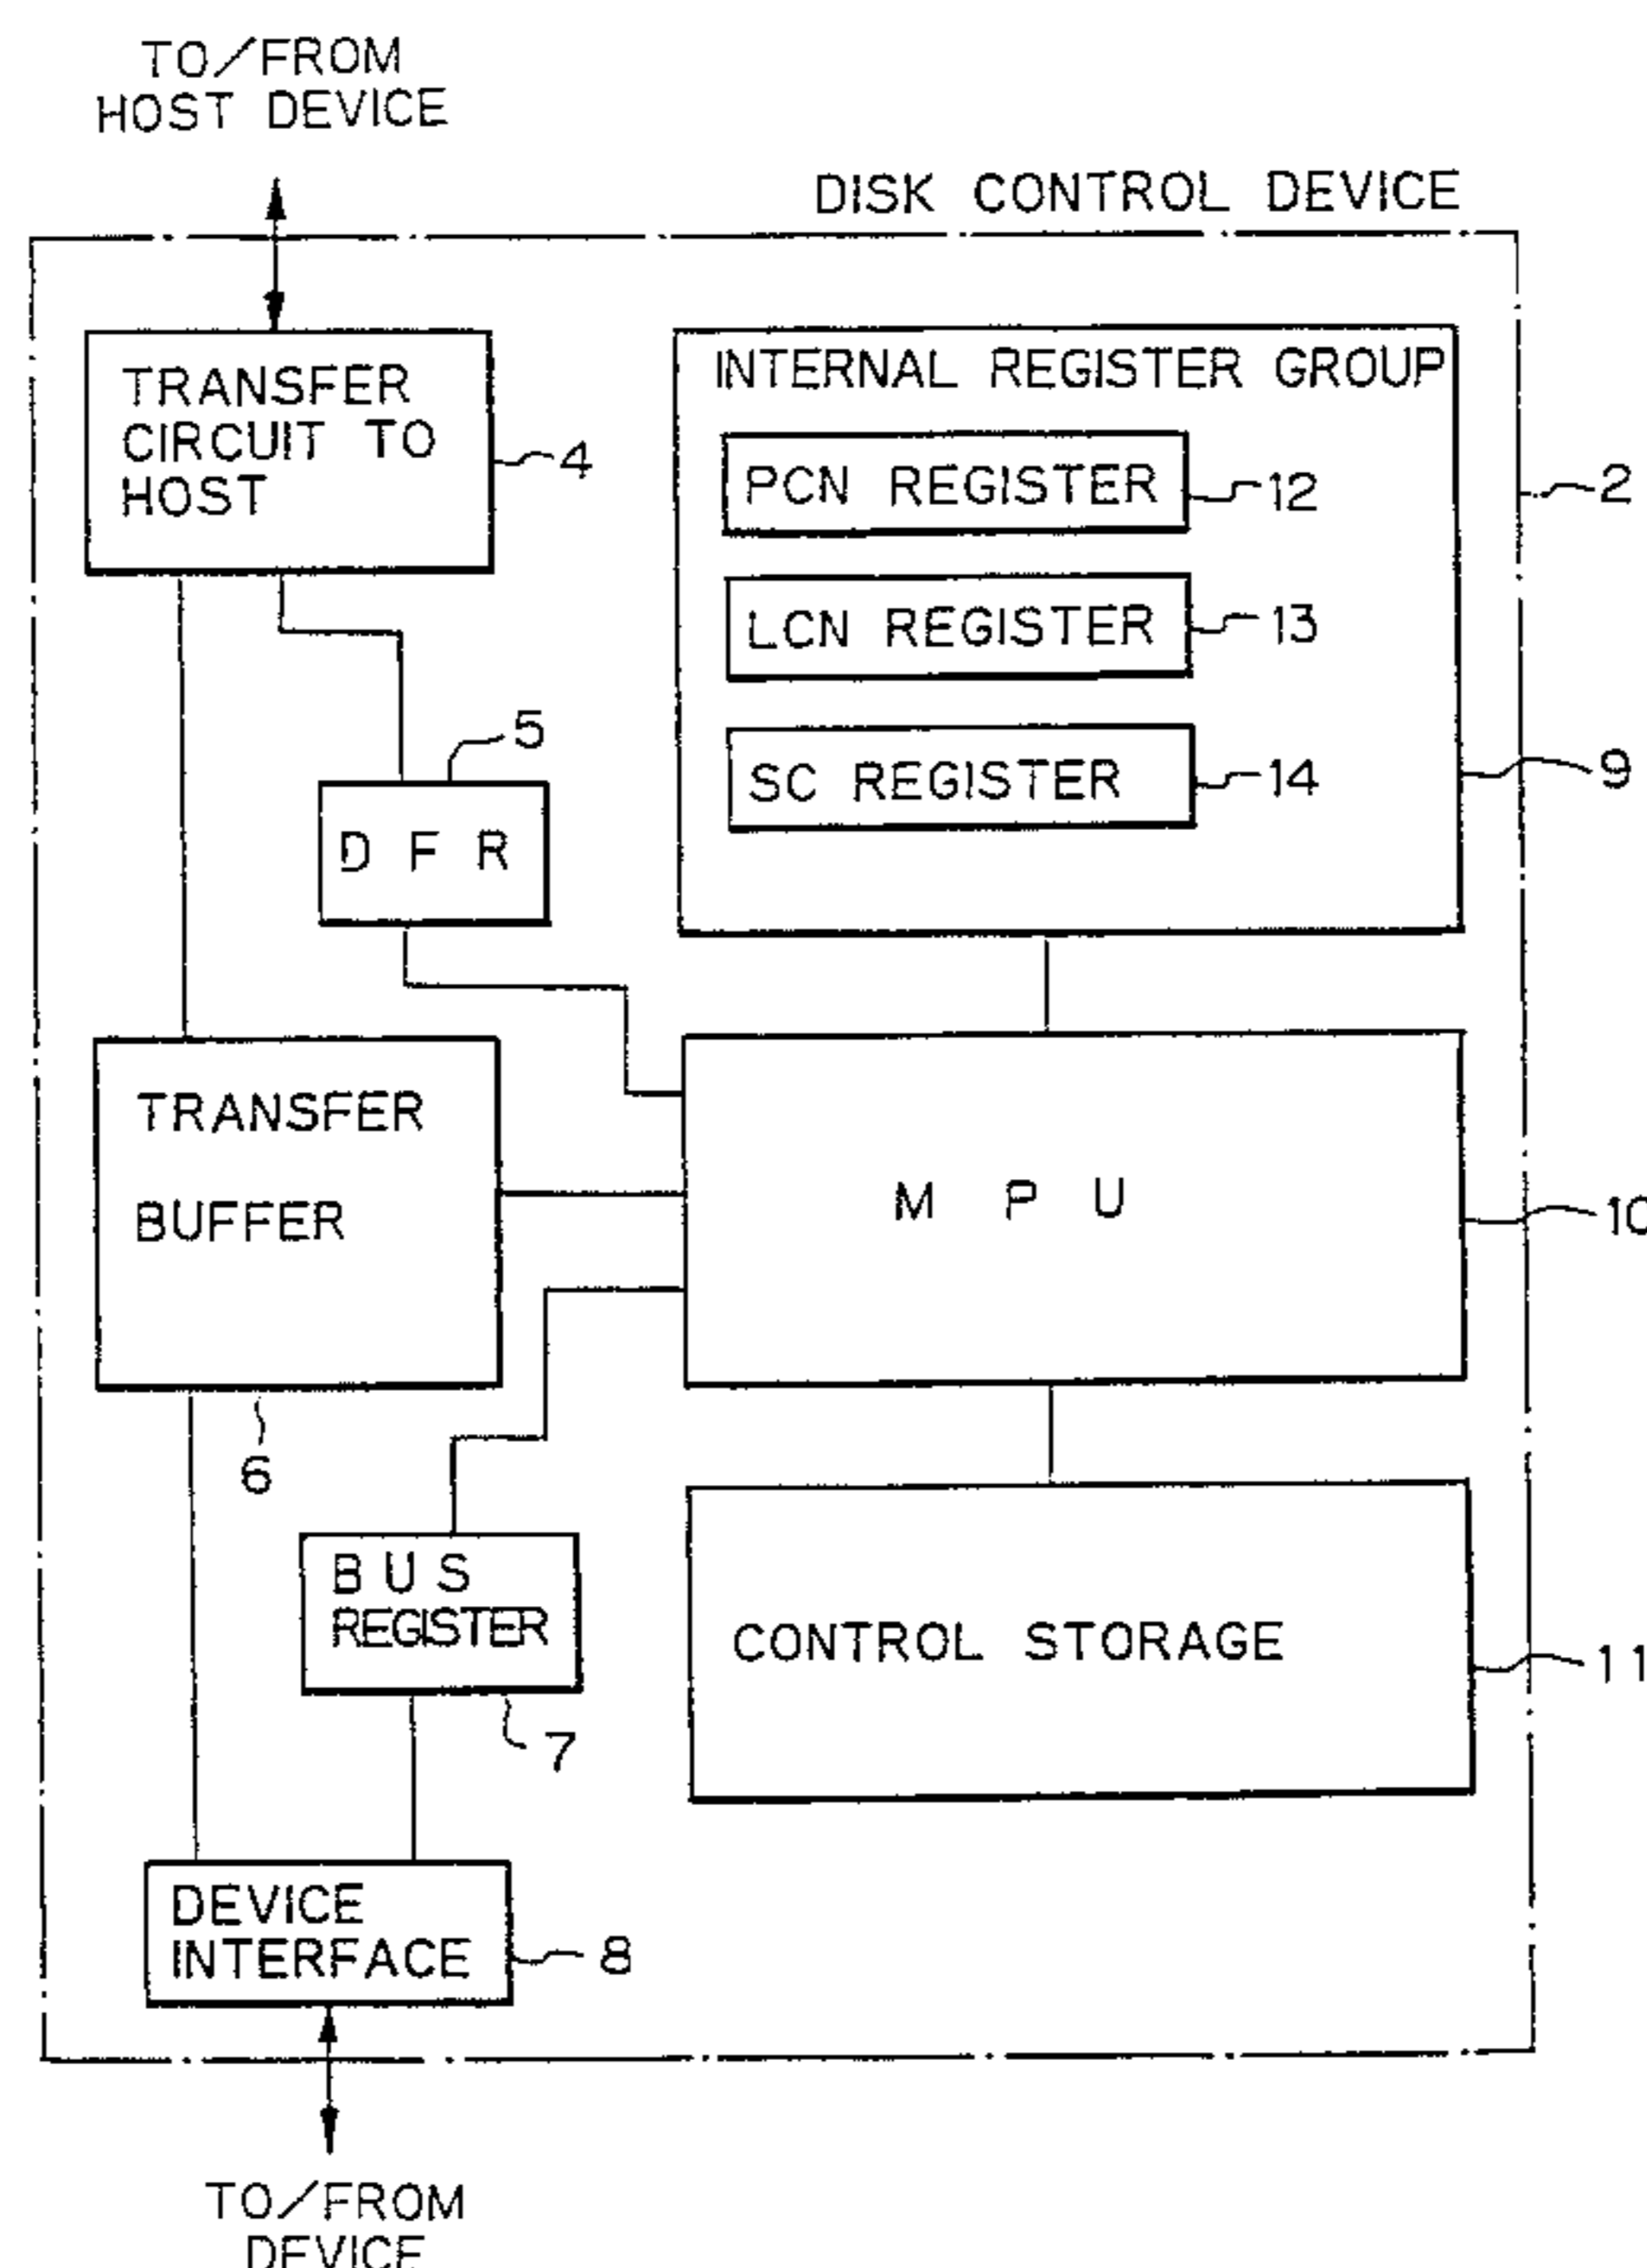 TO/FROM
HOST DEVICE
DISK CONTROL DEVICE
TRANSFER
CIRCUIT TO
HOST
4
INTERNAL REGISTER GROUP
PCN REGISTER
12
2
LCN REGISTER
13
5
SC REGISTER
14
9
D F R
TRANSFER
BUFFER
M P U
10
6
B U S
REGISTER
CONTROL STORAGE
11
7
DEVICE
INTERFACE
8
TO/FROM
DEVICE